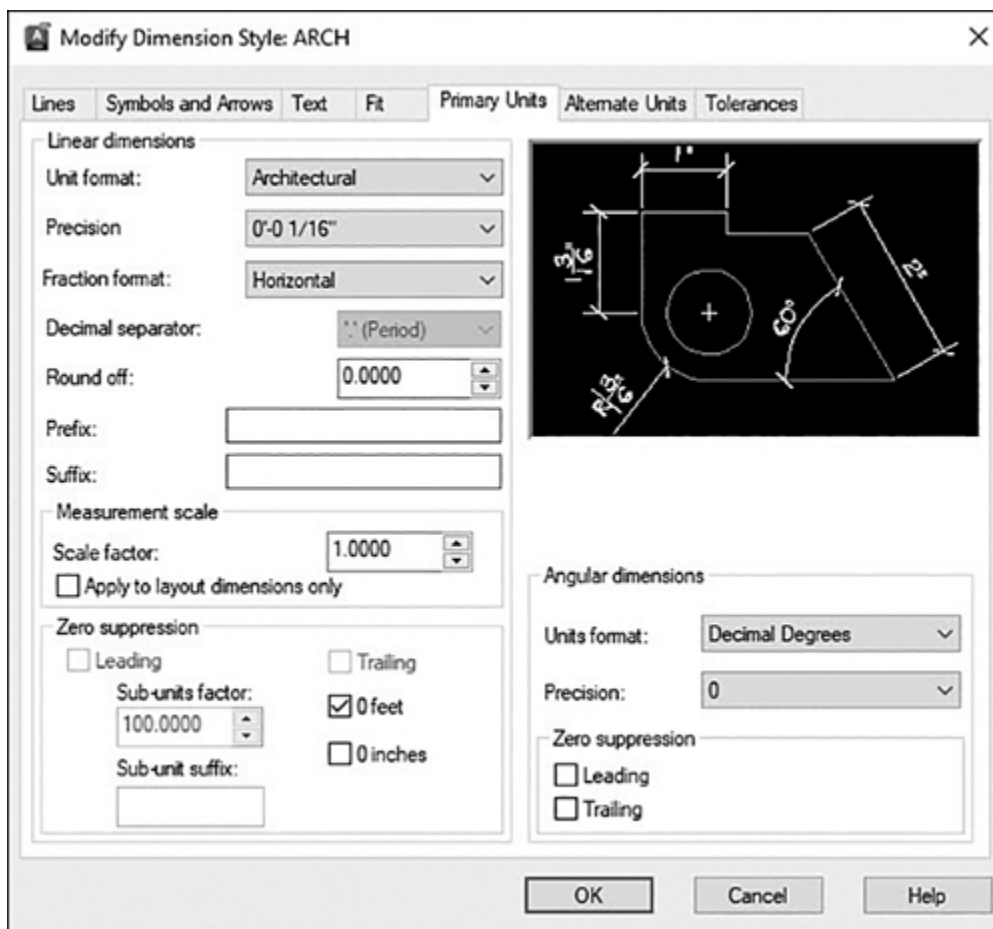 Modify Dimension Style: ARCH
Lines Symbols and Arrows Text Fit Primary Units Alternate Units Tolerances
Linear dimensions
Unit format: Architectural
Precision 0'-0 1/16"
Fraction format: Horizontal
Decimal separator: '.' (Period)
Round off: 0.0000
Prefix:
Suffix:
Measurement scale
Scale factor: 1.0000
Apply to layout dimensions only
Zero suppression
Leading
Trailing
Sub-units factor:
100.0000
0 feet
0 inches
Sub-unit suffix:
1"
2"
60°
Angular dimensions
Units format: Decimal Degrees
Precision: 0
Zero suppression
Leading
Trailing
OK Cancel Help